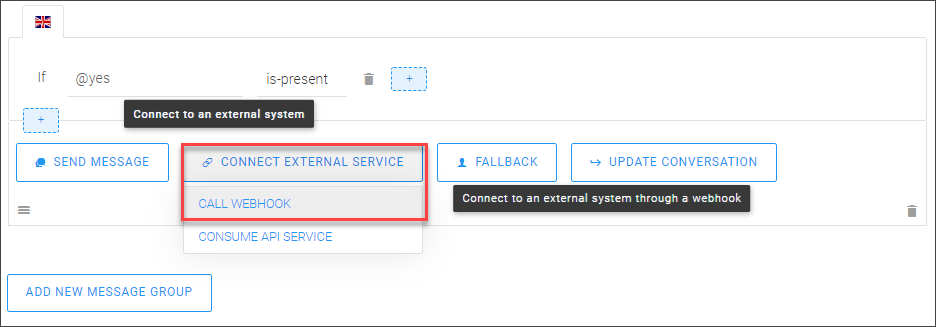 If @yes is-present +
+
Connect to an external system
SEND MESSAGE CONNECT EXTERNAL SERVICE FALLBACK UPDATE CONVERSATION
CALL WEBHOOK
Connect to an external system through a webhook
CONSUME API SERVICE
ADD NEW MESSAGE GROUP